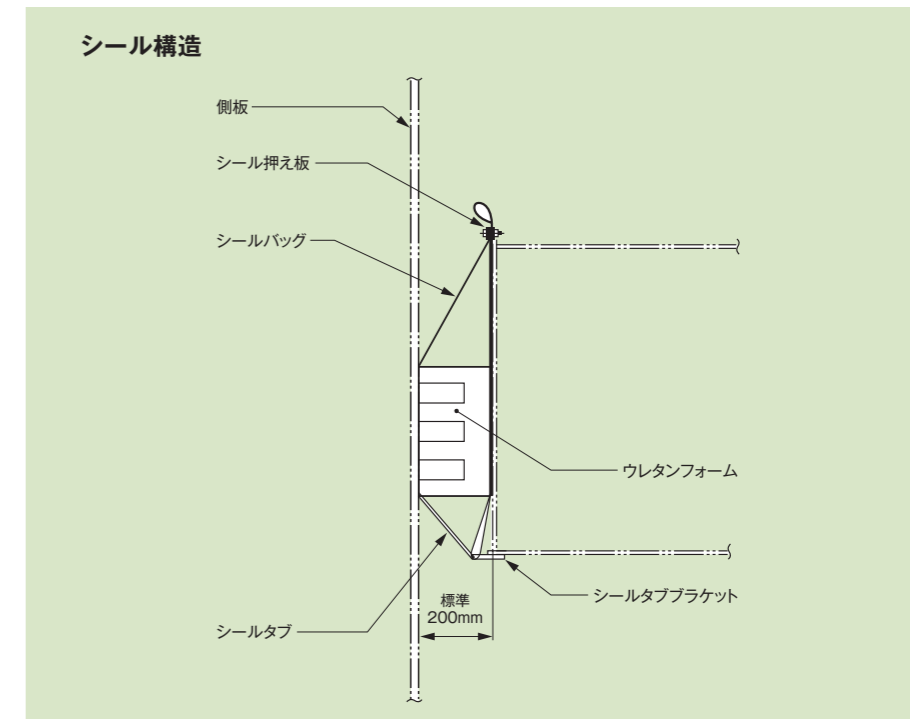 シール構造
側板
シール押え板
シールバッグ
ウレタンフォーム
シールタブブラケット
標準
200mm
シールタブ